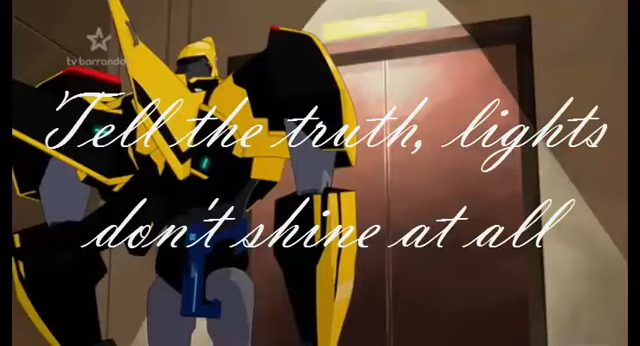 tv barrandov
Tell the truth, lights
don't shine at all